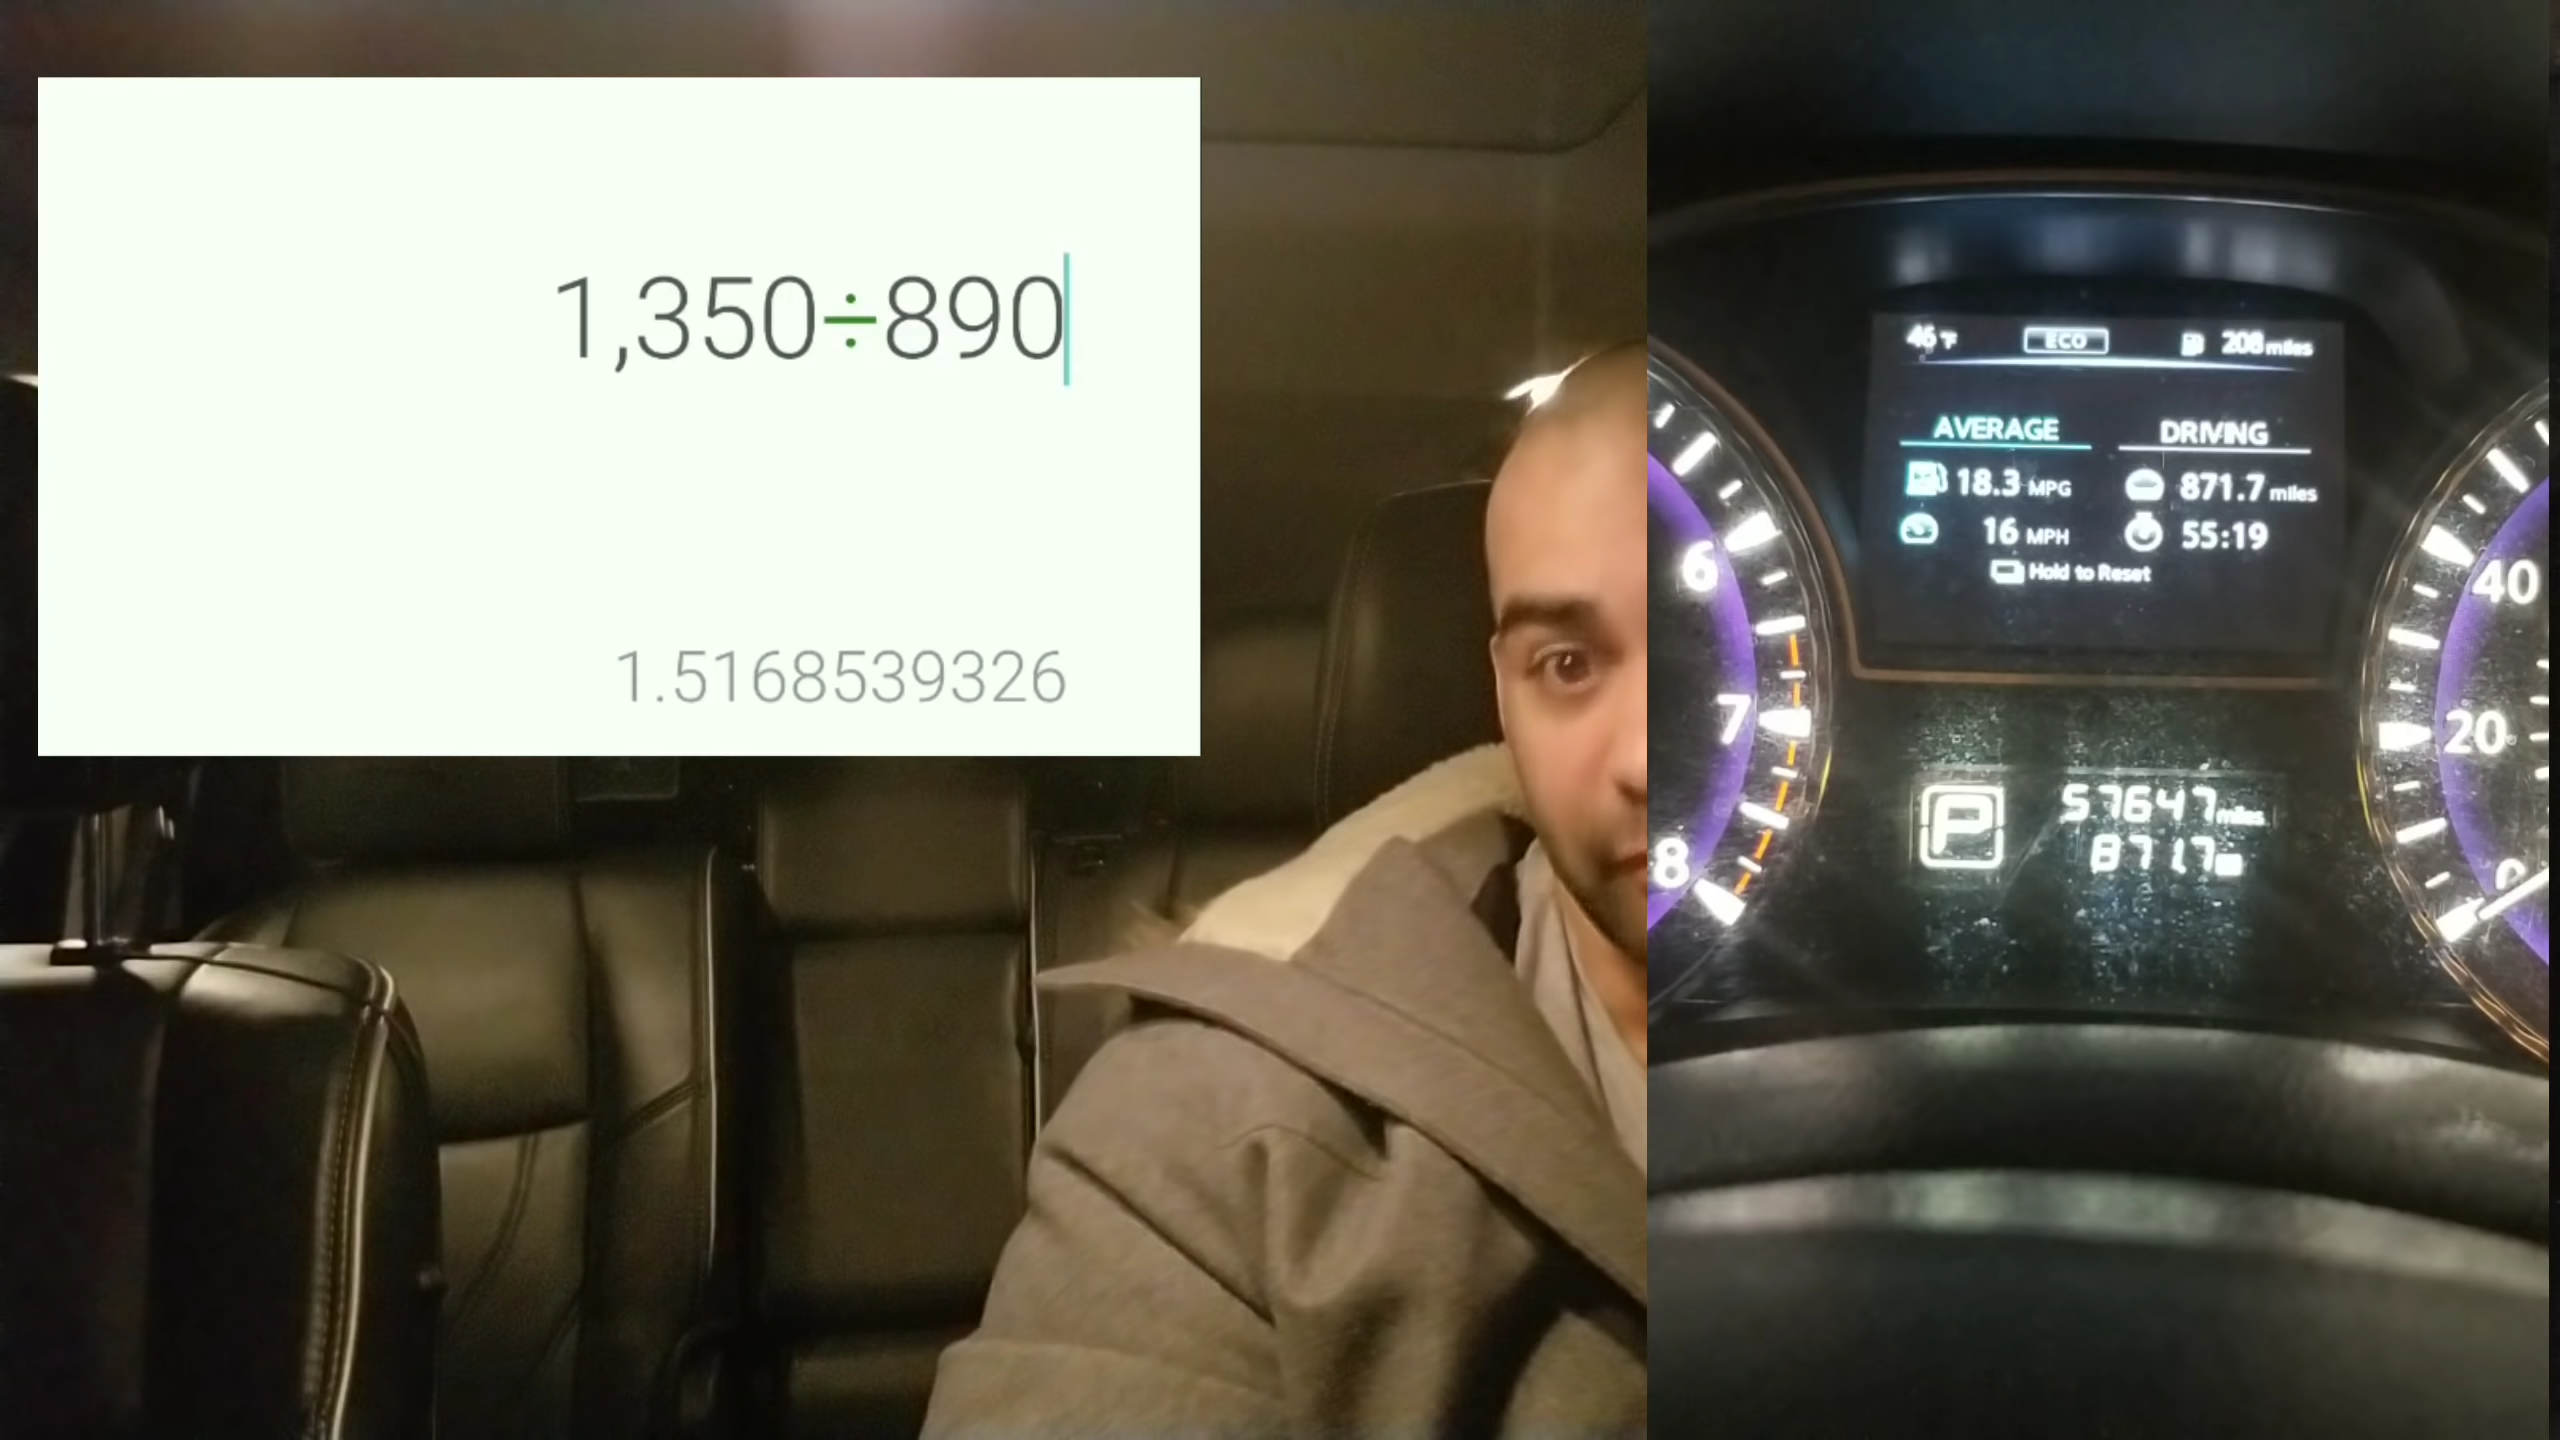 1,350÷890
1.5168539326
46°F ECO 208 miles
AVERAGE DRIVING
18.3 MPG 871.7 miles
16 MPH 55:19
Hold to Reset
6
7
8
40
20
0
P
57647 miles
871.7